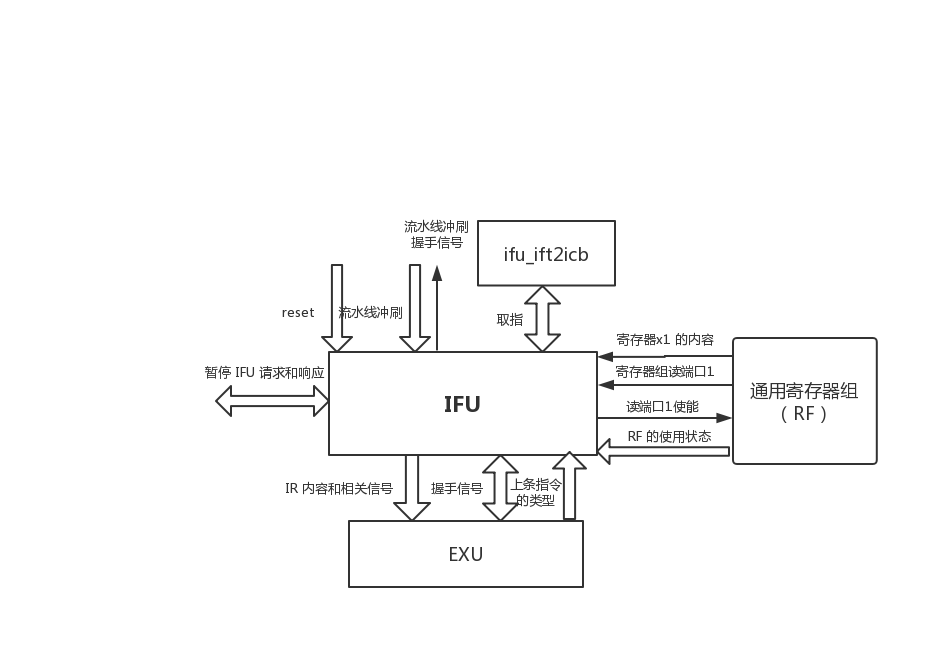 流水线冲刷
握手信号
ifu_ift2icb
reset
流水线冲刷
取指
寄存器x1 的内容
暂停 IFU 请求和响应
寄存器组读端口1
IFU
通用寄存器组
（ RF ）
读端口1使能
RF 的使用状态
IR 内容和相关信号
握手信号
上条指令
的类型
EXU